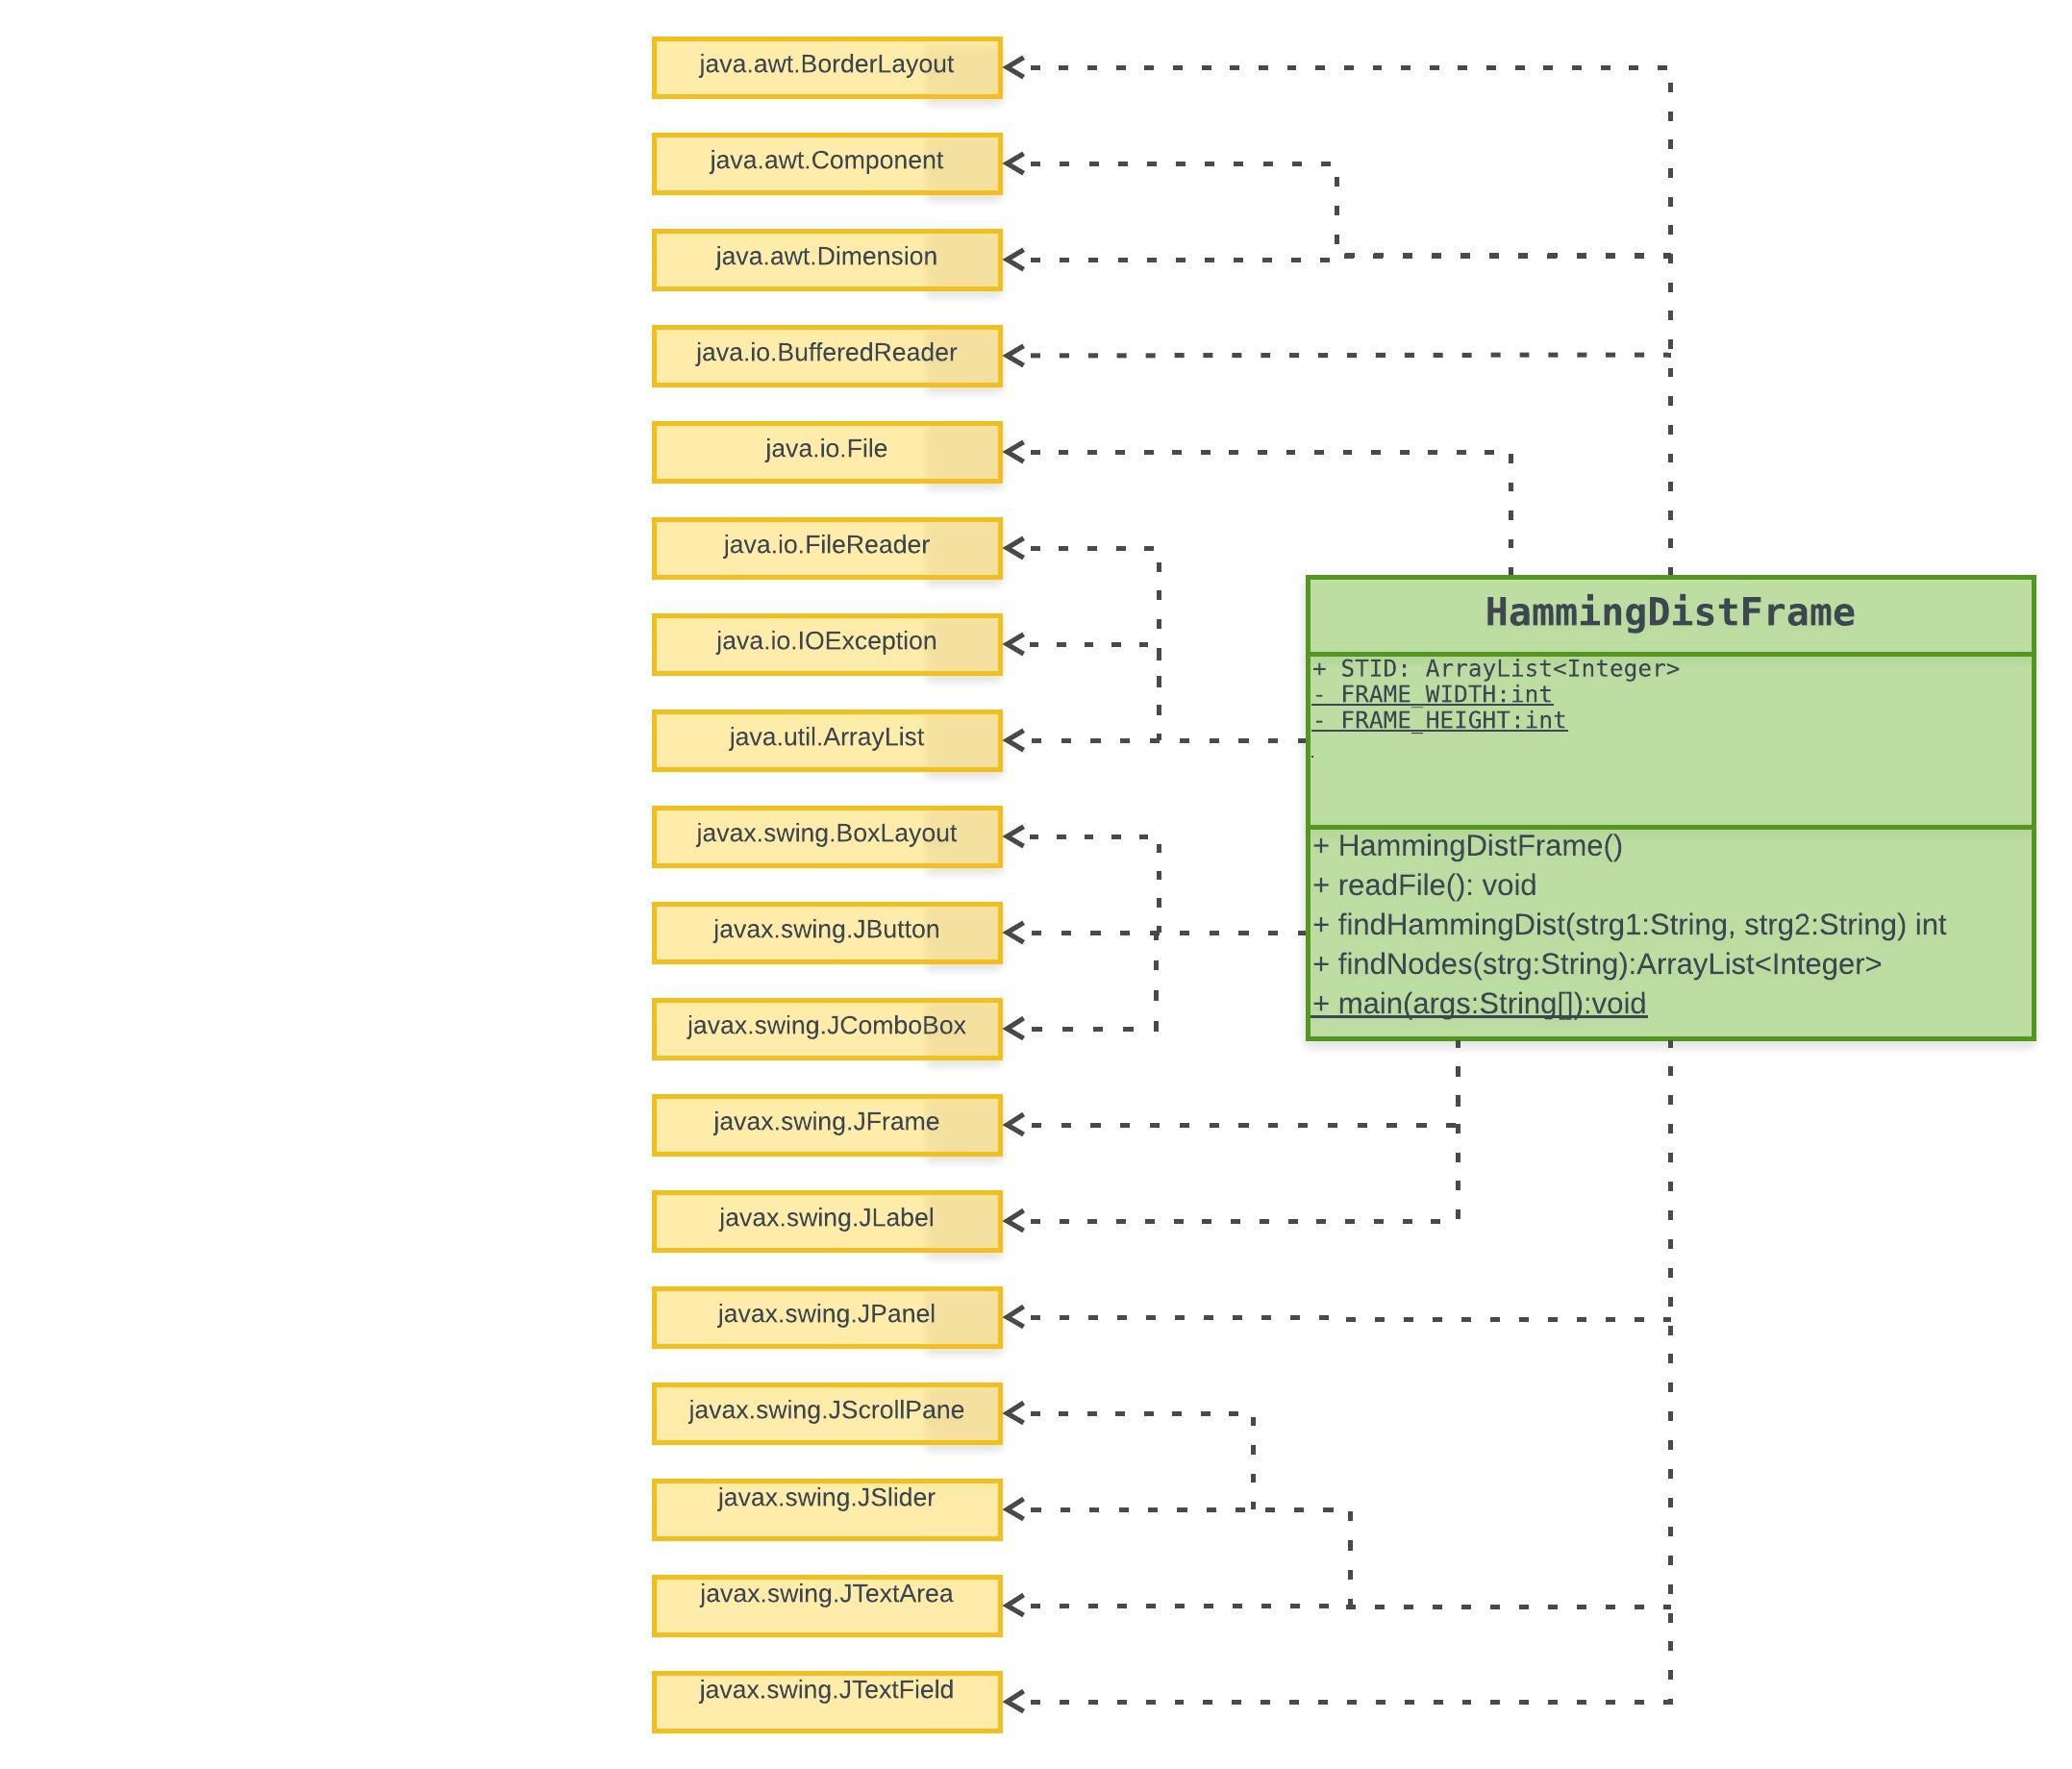 java.awt.BorderLayout
java.awt.Component
java.awt.Dimension
java.io.BufferedReader
java.io.File
java.io.FileReader
java.io.IOException
java.util.ArrayList
javax.swing.BoxLayout
javax.swing.JButton
javax.swing.JComboBox
javax.swing.JFrame
javax.swing.JLabel
javax.swing.JPanel
javax.swing.JScrollPane
javax.swing.JSlider
javax.swing.JTextArea
javax.swing.JTextField
HammingDistFrame
+ STID: ArrayList<Integer>
- FRAME_WIDTH:int
- FRAME_HEIGHT:int
.
+ HammingDistFrame()
+ readFile(): void
+ findHammingDist(strg1:String, strg2:String) int
+ findNodes(strg:String):ArrayList<Integer>
+ main(args:String[]):void